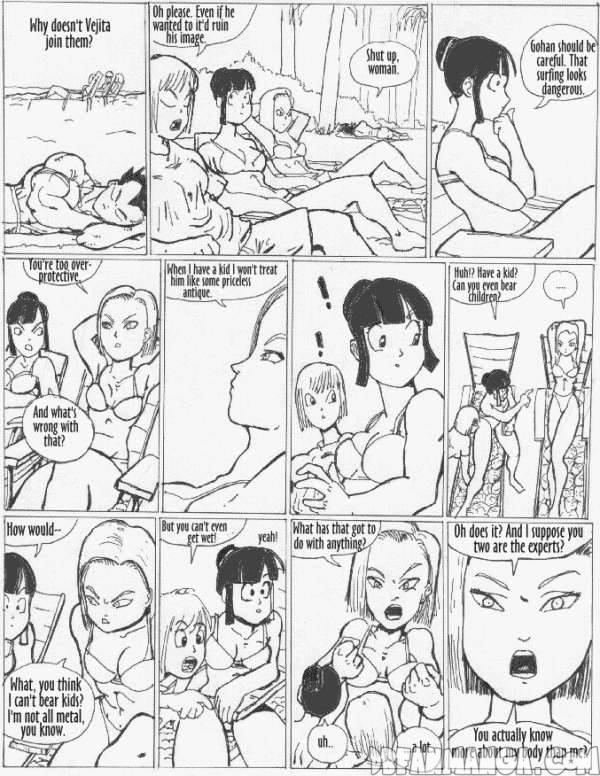 Why doesn't Vejita
join them?
Oh please. Even if he
wanted to it'd ruin
his image.
Shut up,
woman.
Gohan should be
careful. That
surfing looks
dangerous.
You're too over-
protective.
And what's
wrong with
that?
When I have a kid I won't treat
him like some priceless
antique.
!
!
Huh!? Have a kid?
Can you even bear
children?
....
How would--
What, you think
I can't bear kids?
I'm not all metal,
you know.
But you can't even
get wet!
yeah!
What has that got to
do with anything?
uh..
a lot
Oh does it? And I suppose you
two are the experts?
You actually know
more about my body than me?